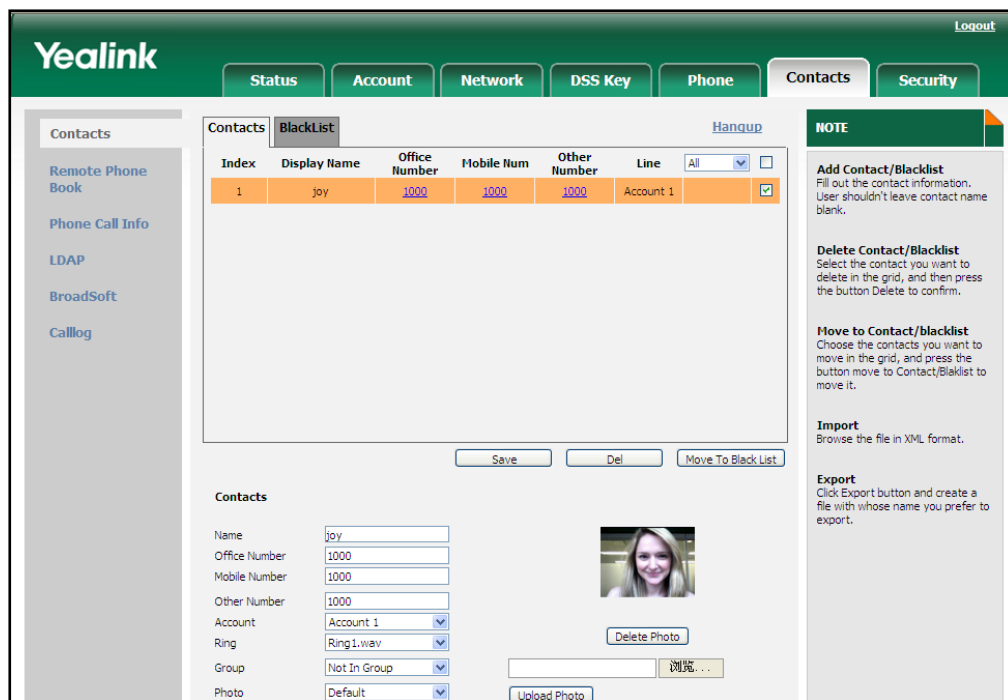 Logout
Yealink
Status Account Network DSS Key Phone Contacts Security
Contacts
Remote Phone
Book
Phone Call Info
LDAP
BroadSoft
Calllog
Contacts BlackList Hangup
Index Display Name Office Number Mobile Num Other Number Line All
1 joy 1000 1000 1000 Account 1
Save Del Move To Black List
Contacts
Name joy
Office Number 1000
Mobile Number 1000
Other Number 1000
Account Account 1
Ring Ring1.wav
Group Not In Group
Photo Default
Delete Photo
浏览...
Upload Photo
NOTE
Add Contact/Blacklist
Fill out the contact information.
User shouldn't leave contact name
blank.
Delete Contact/Blacklist
Select the contact you want to
delete in the grid, and then press
the button Delete to confirm.
Move to Contact/blacklist
Choose the contacts you want to
move in the grid, and press the
button move to Contact/Blaklist to
move it.
Import
Browse the file in XML format.
Export
Click Export button and create a
file with whose name you prefer to
export.